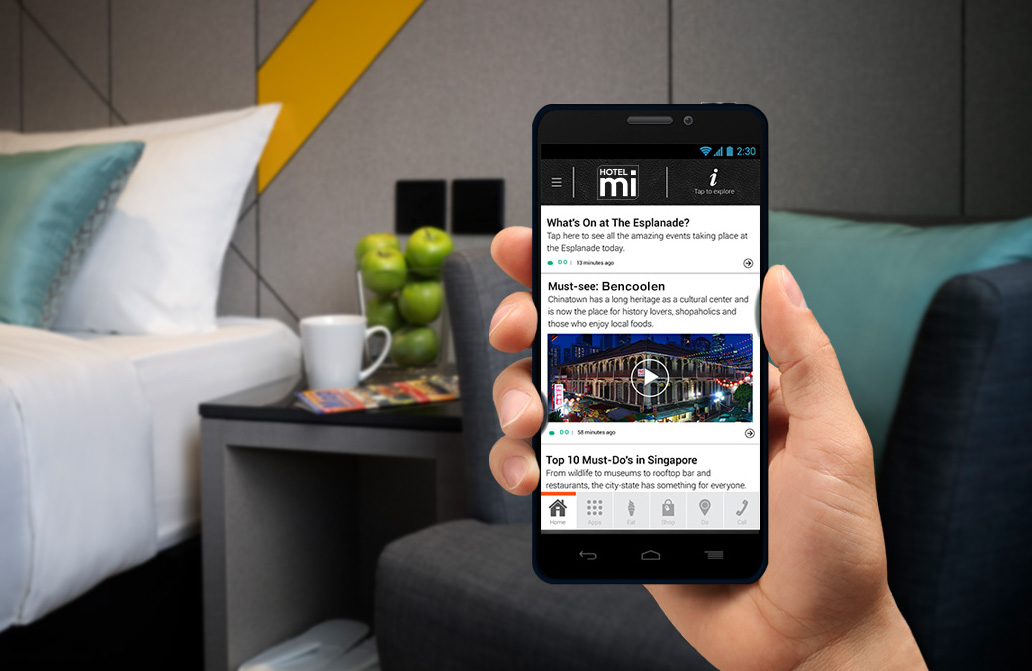 2:30
HOTEL
mi
i
Tap to explore
What's On at The Esplanade?
Tap here to see all the amazing events taking place at
the Esplanade today.
DO | 13 minutes ago
Must-see: Bencoolen
Chinatown has a long heritage as a cultural center and
is now the place for history lovers, shopaholics and
those who enjoy local foods.
DO | 58 minutes ago
Top 10 Must-Do's in Singapore
From wildlife to museums to rooftop bar and
restaurants, the city-state has something for everyone.
Home Apps Eat Shop Do Call